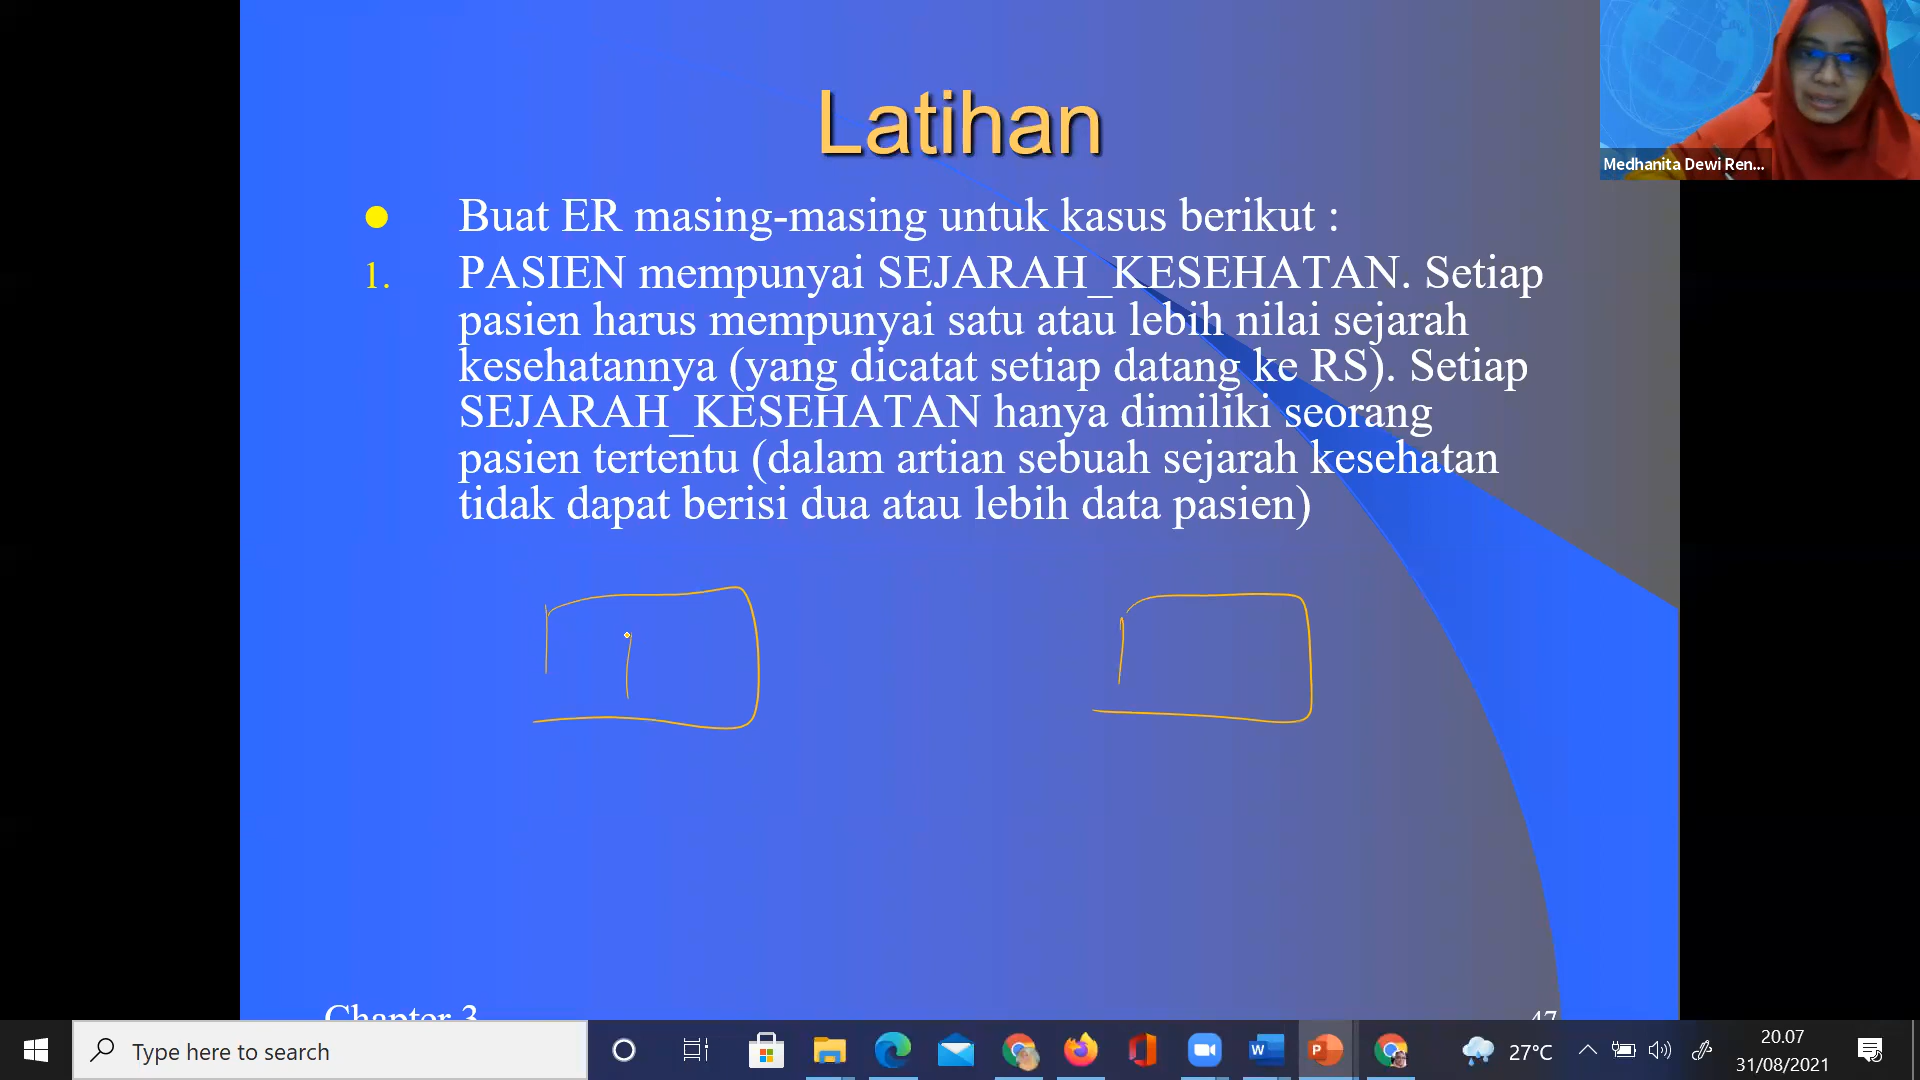 Latihan
Medhanita Dewi Ren...
Buat ER masing-masing untuk kasus berikut :
1. PASIEN mempunyai SEJARAH_KESEHATAN. Setiap
pasien harus mempunyai satu atau lebih nilai sejarah
kesehatannya (yang dicatat setiap datang ke RS). Setiap
SEJARAH_KESEHATAN hanya dimiliki seorang
pasien tertentu (dalam artian sebuah sejarah kesehatan
tidak dapat berisi dua atau lebih data pasien)
Chapter 3
47
Type here to search
27°C
20.07
31/08/2021